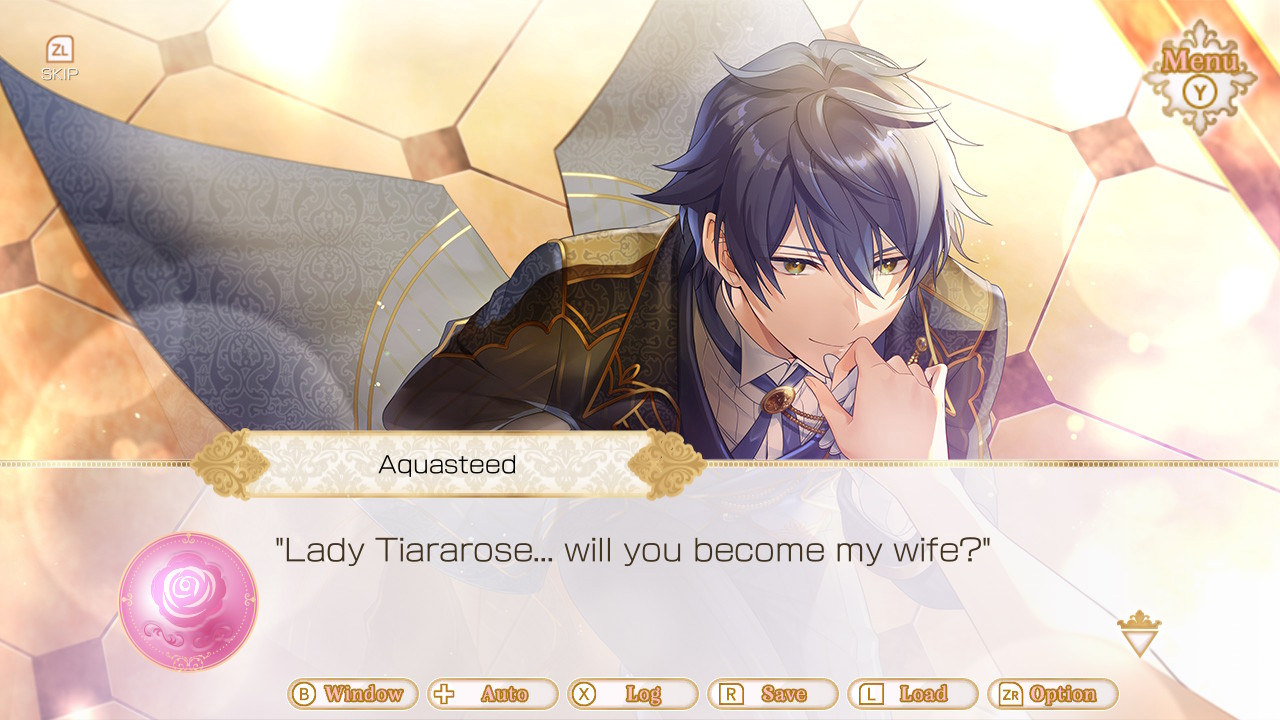 ZL
SKIP
Menu
Y
Aquasteed
"Lady Tiararose... will you become my wife?"
B Window
Auto
X Log
R Save
L Load
ZR Option